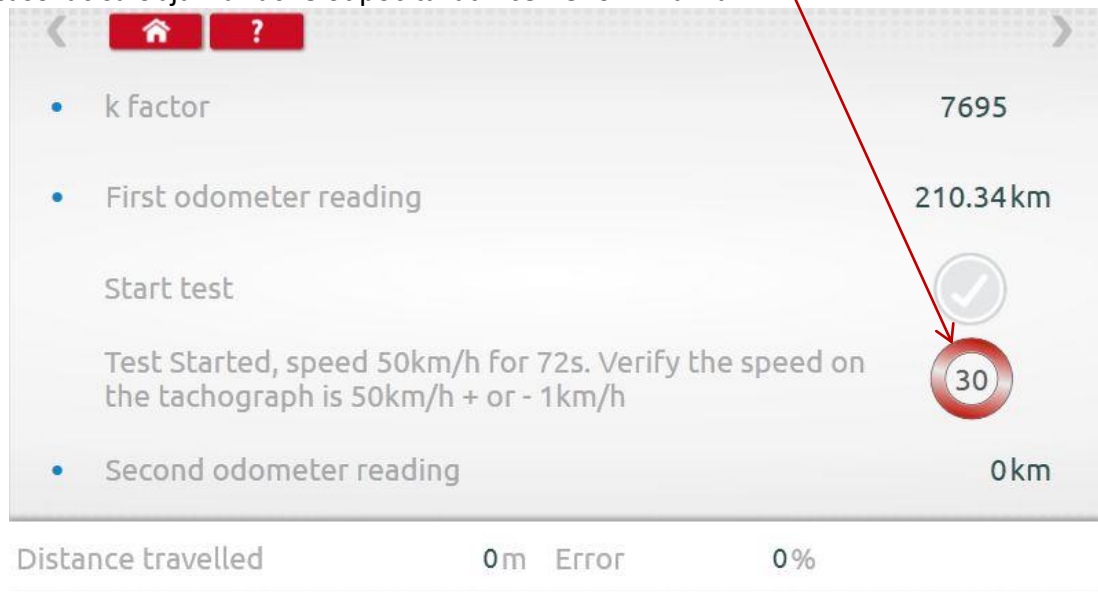 ?
k factor 7695
First odometer reading 210.34km
Start test
Test Started, speed 50km/h for 72s. Verify the speed on
the tachograph is 50km/h + or - 1km/h
30
Second odometer reading 0km
Distance travelled 0m Error 0%